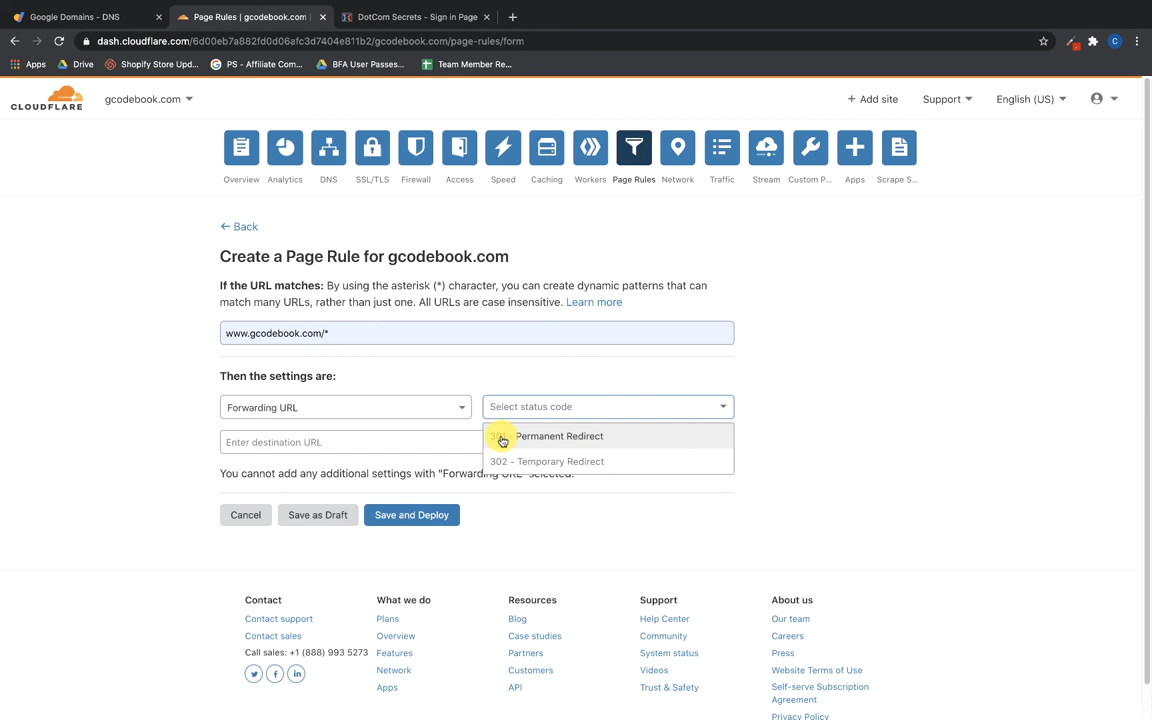 Google Domains - DNS
Page Rules | gcodebook.com |
DotCom Secrets - Sign in Page
dash.cloudflare.com/6d00eb7a882fd0d06afc3d7404e811b2/gcodebook.com/page-rules/form
C
Apps
Drive
Shopify Store Upd...
PS - Affiliate Com...
BFA User Passes...
Team Member Re...
CLOUDFLARE
gcodebook.com
+ Add site
Support
English (US)
Overview
Analytics
DNS
SSL/TLS
Firewall
Access
Speed
Caching
Workers
Page Rules
Network
Traffic
Stream
Custom P...
Apps
Scrape S...
← Back
Create a Page Rule for gcodebook.com
If the URL matches: By using the asterisk (*) character, you can create dynamic patterns that can
match many URLs, rather than just one. All URLs are case insensitive. Learn more
www.gcodebook.com/*
Then the settings are:
Forwarding URL
Select status code
301 - Permanent Redirect
302 - Temporary Redirect
Enter destination URL
You cannot add any additional settings with "Forwarding URL" selected.
Cancel
Save as Draft
Save and Deploy
Contact
Contact support
Contact sales
Call sales: +1 (888) 993 5273
What we do
Plans
Overview
Features
Network
Apps
Resources
Blog
Case studies
Partners
Customers
API
Support
Help Center
Community
System status
Videos
Trust & Safety
About us
Our team
Careers
Press
Website Terms of Use
Self-serve Subscription
Agreement
Privacy Policy